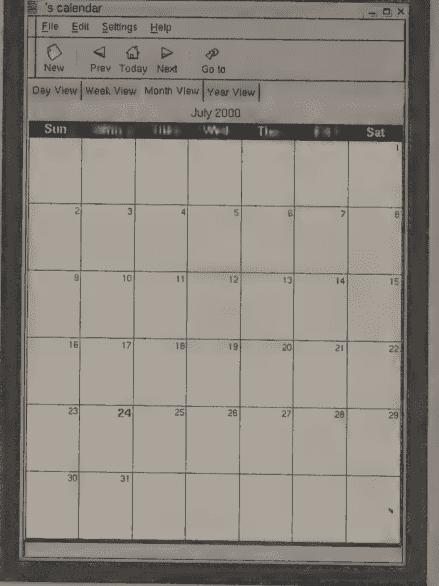 's calendar
File Edit Settings Help
New Prev Today Next Go to
Day View Week View Month View Year View
July 2000
Sun Wed Sat
1
2 3 4 5 6 7 8
9 10 11 12 13 14 15
16 17 18 19 20 21 22
23 24 25 26 27 28 29
30 31